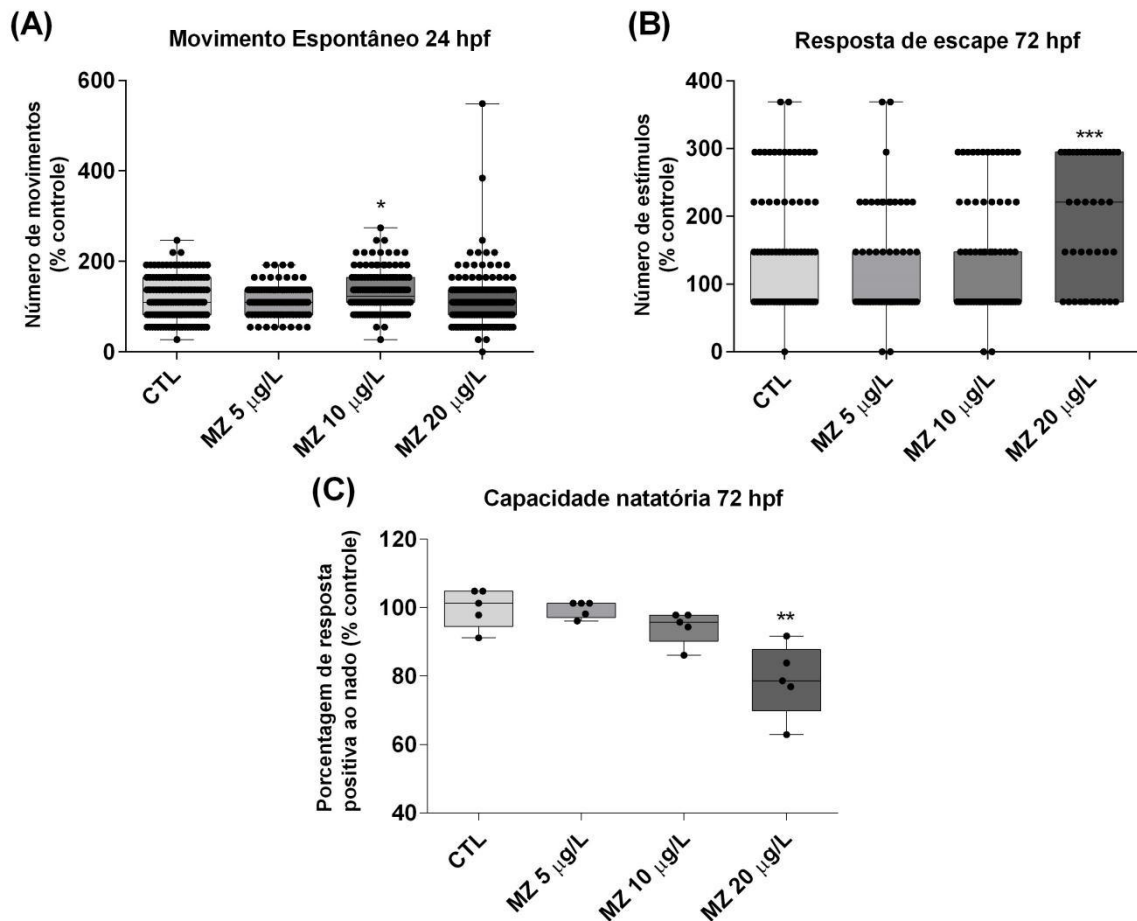 (A)
Movimento Espontâneo 24 hpf
Número de movimentos
(% controle)
600
400
200
0
*
CTL
MZ 5 μg/L
MZ 10 μg/L
MZ 20 μg/L
(B)
Resposta de escape 72 hpf
Número de estímulos
(% controle)
400
300
200
100
0
***
CTL
MZ 5 μg/L
MZ 10 μg/L
MZ 20 μg/L
(C)
Capacidade natatória 72 hpf
Porcentagem de resposta
positiva ao nado (% controle)
120
100
80
60
40
**
CTL
MZ 5 μg/L
MZ 10 μg/L
MZ 20 μg/L